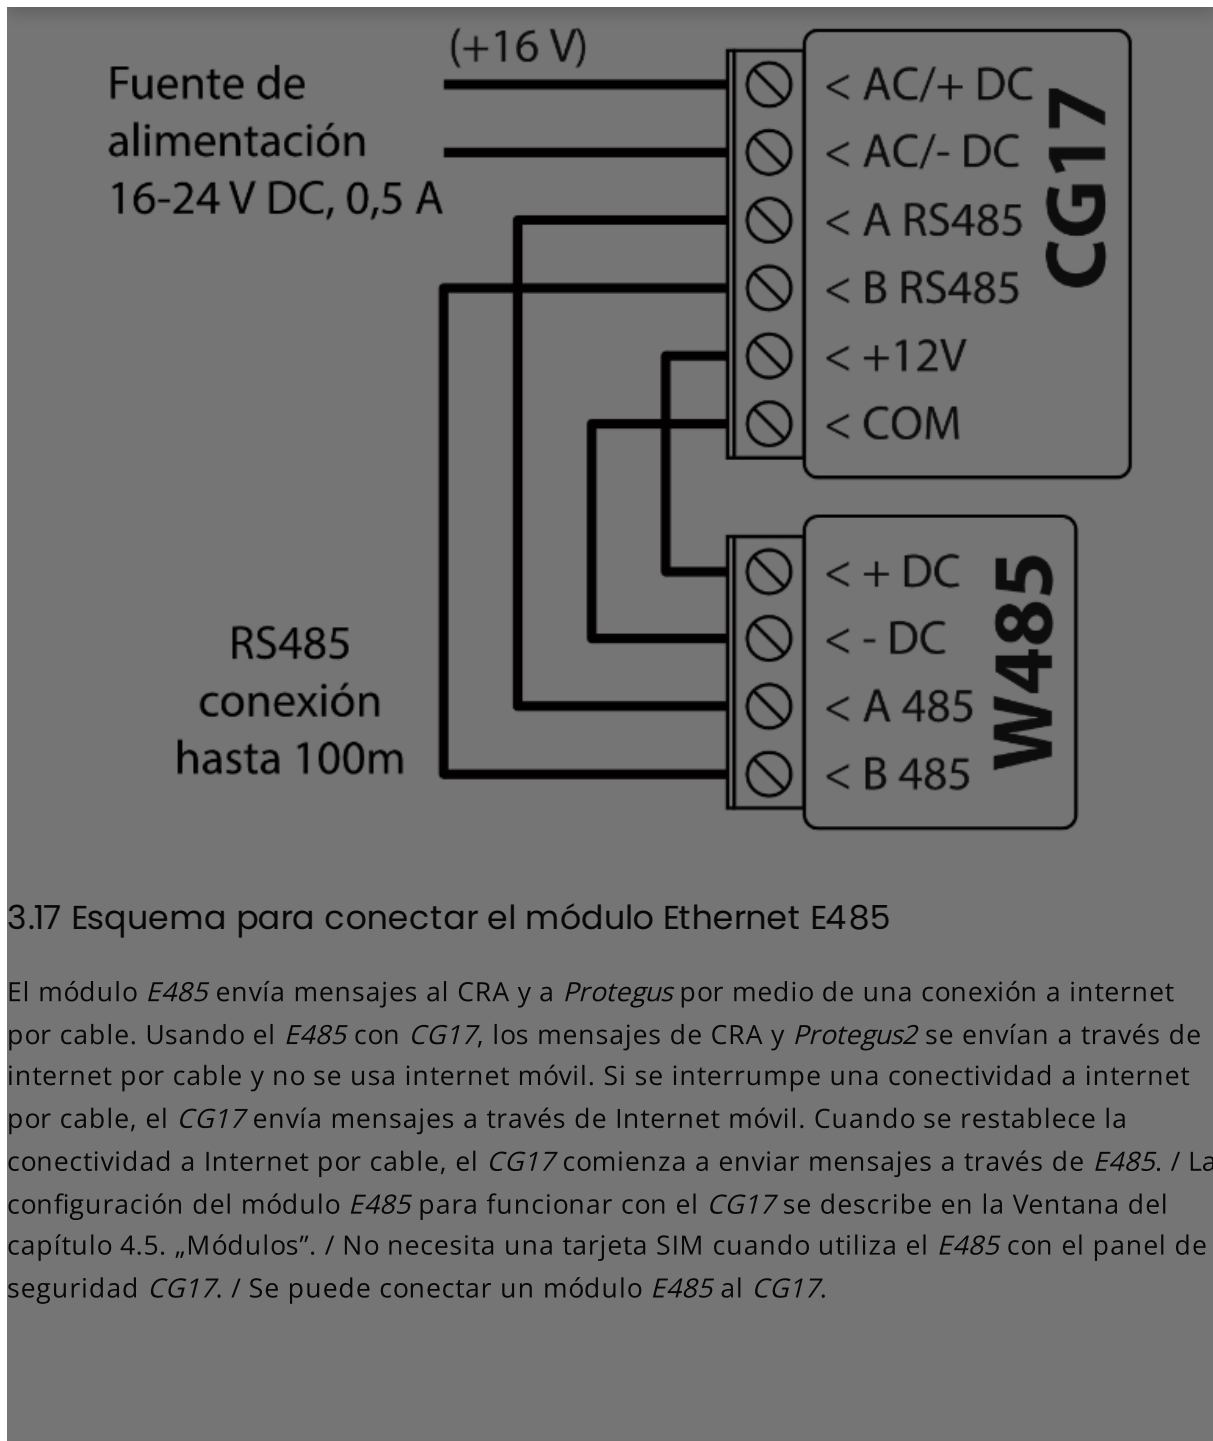 (+16 V)
Fuente de
alimentación
16-24 V DC, 0,5 A
< AC/+ DC
< AC/- DC
< A RS485
< B RS485
< +12V
< COM
CG17
< + DC
< - DC
< A 485
< B 485
W485
RS485
conexión
hasta 100m
3.17 Esquema para conectar el módulo Ethernet E485
El módulo E485 envía mensajes al CRA y a Protegus por medio de una conexión a internet
por cable. Usando el E485 con CG17, los mensajes de CRA y Protegus2 se envían a través de
internet por cable y no se usa internet móvil. Si se interrumpe una conectividad a internet
por cable, el CG17 envía mensajes a través de Internet móvil. Cuando se restablece la
conectividad a Internet por cable, el CG17 comienza a enviar mensajes a través de E485. / La
configuración del módulo E485 para funcionar con el CG17 se describe en la Ventana del
capítulo 4.5. „Módulos”. / No necesita una tarjeta SIM cuando utiliza el E485 con el panel de
seguridad CG17. / Se puede conectar un módulo E485 al CG17.